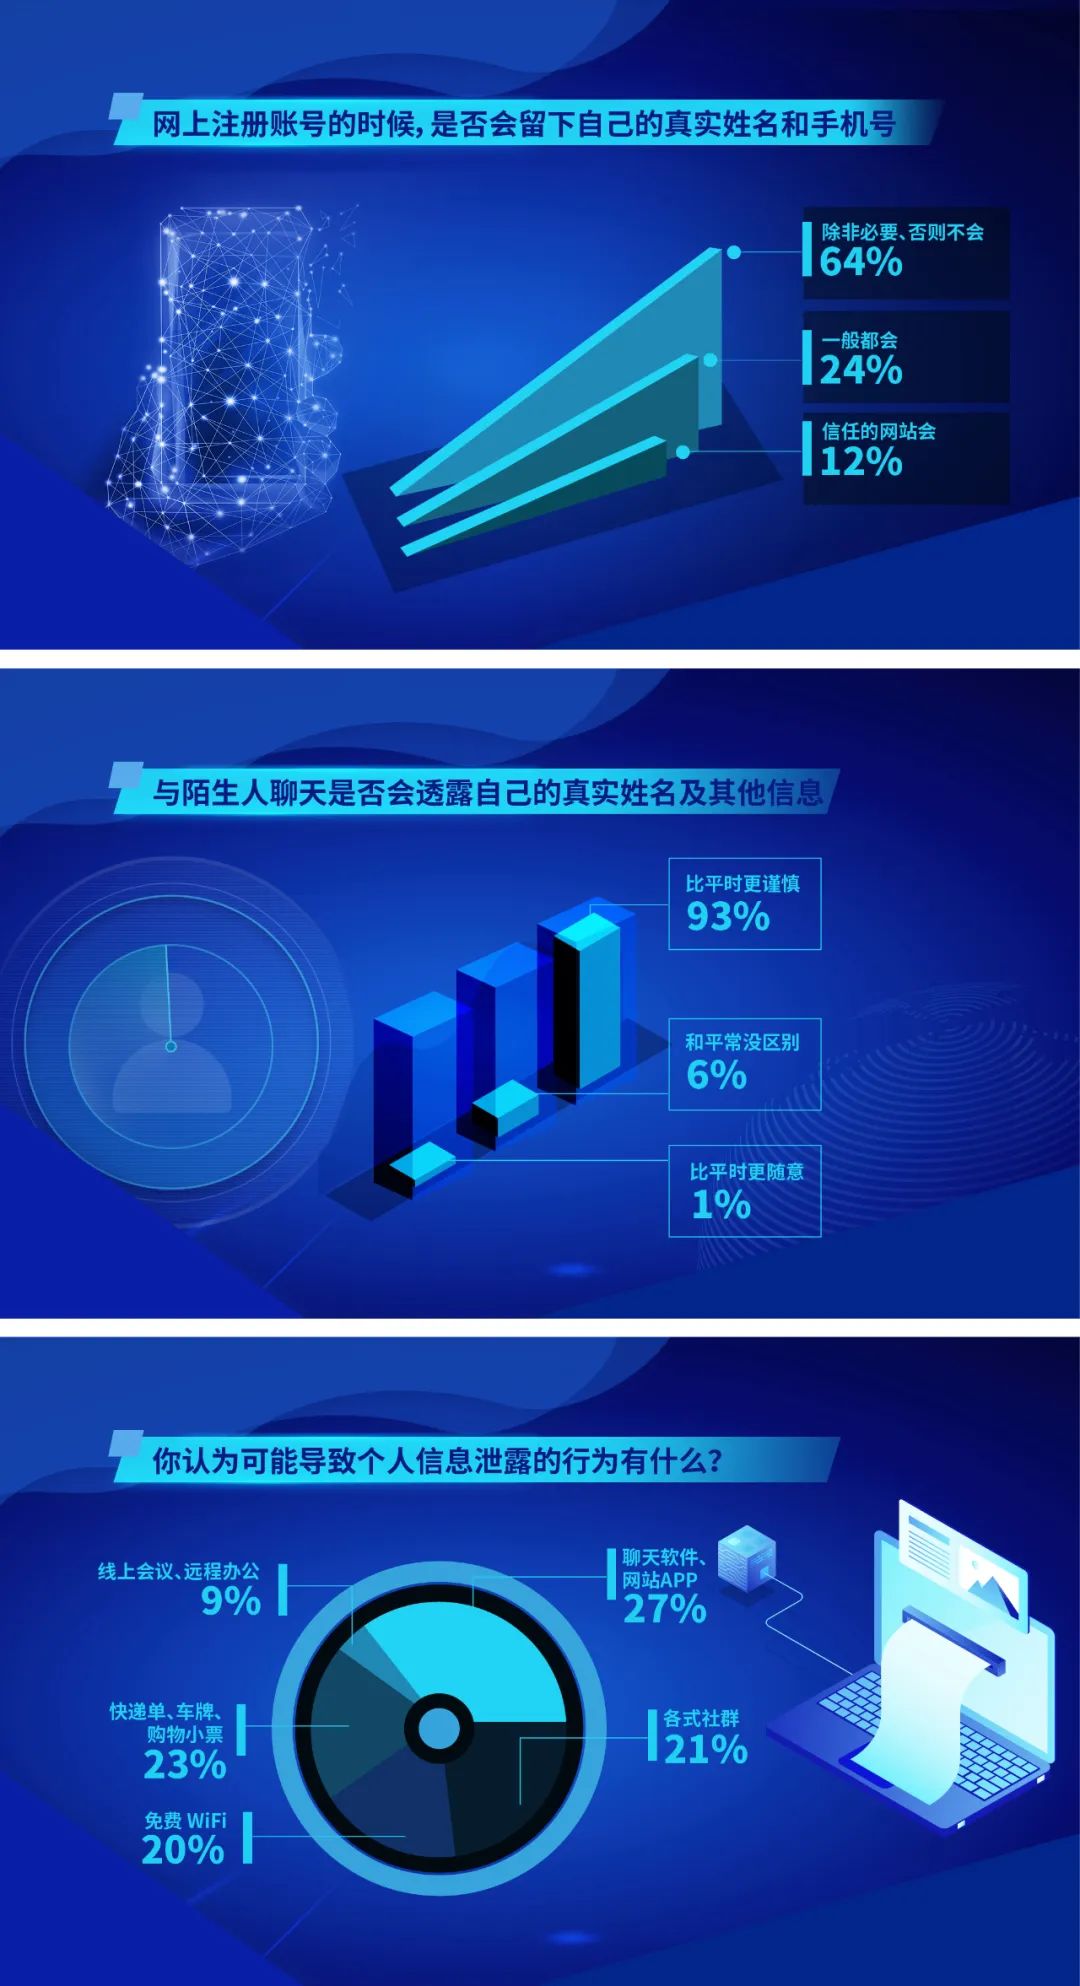 网上注册账号的时候,是否会留下自己的真实姓名和手机号
除非必要、否则不会
64%
一般都会
24%
信任的网站会
12%
与陌生人聊天是否会透露自己的真实姓名及其他信息
比平时更谨慎
93%
和平常没区别
6%
比平时更随意
1%
你认为可能导致个人信息泄露的行为有什么?
线上会议、远程办公
9%
聊天软件、
网站APP
27%
快递单、车牌、
购物小票
23%
各式社群
21%
免费 WiFi
20%